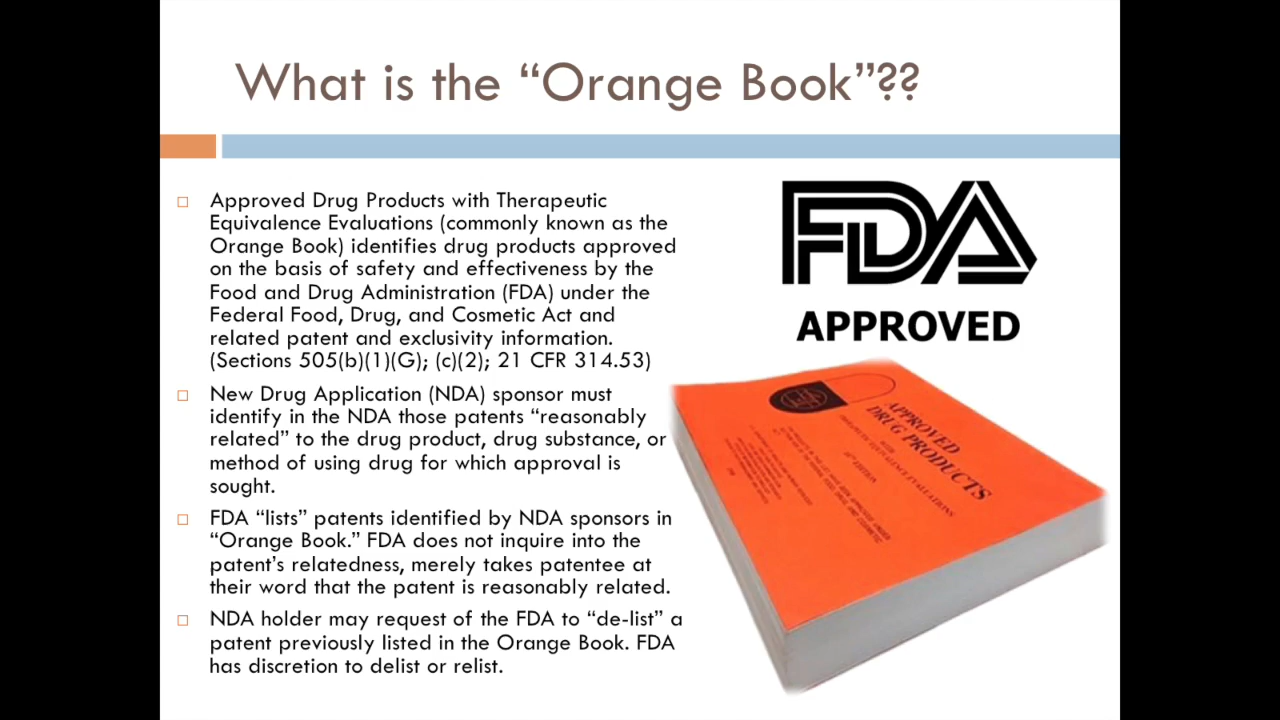 What is the “Orange Book”??
Approved Drug Products with Therapeutic
Equivalence Evaluations (commonly known as the
Orange Book) identifies drug products approved
on the basis of safety and effectiveness by the
Food and Drug Administration (FDA) under the
Federal Food, Drug, and Cosmetic Act and
related patent and exclusivity information.
(Sections 505(b)(1)(G); (c)(2); 21 CFR 314.53)
New Drug Application (NDA) sponsor must
identify in the NDA those patents “reasonably
related” to the drug product, drug substance, or
method of using drug for which approval is
sought.
FDA “lists” patents identified by NDA sponsors in
“Orange Book.” FDA does not inquire into the
patent’s relatedness, merely takes patentee at
their word that the patent is reasonably related.
NDA holder may request of the FDA to “de-list” a
patent previously listed in the Orange Book. FDA
has discretion to delist or relist.
FDA
APPROVED
APPROVED
DRUG PRODUCTS
WITH
THERAPEUTIC EQUIVALENCE EVALUATIONS
EDITION